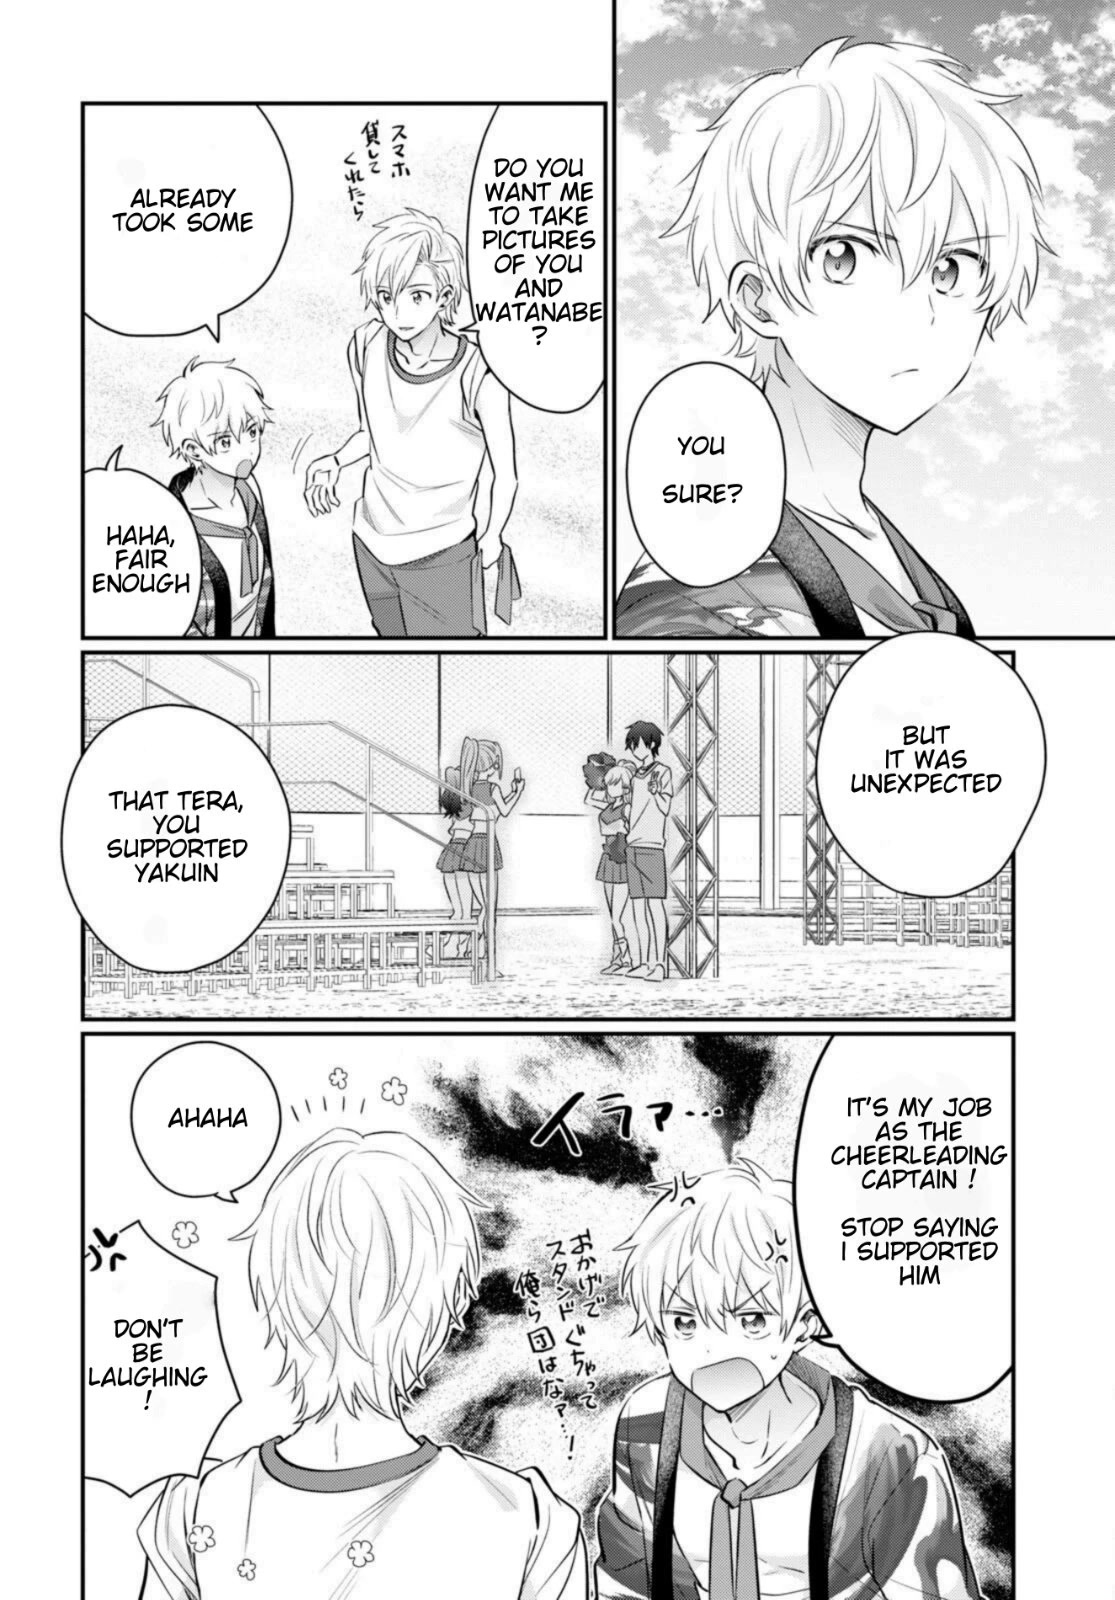 YOU
SURE?
DO YOU
WANT ME
TO TAKE
PICTURES
OF YOU
AND
WATANABE
?
スマホ
貸して
くれたら
ALREADY
TOOK SOME
HAHA,
FAIR
ENOUGH
BUT
IT WAS
UNEXPECTED
THAT TERA,
YOU
SUPPORTED
YAKUIN
IT'S MY JOB
AS THE
CHEERLEADING
CAPTAIN !
STOP SAYING
I SUPPORTED
HIM
イラァ…
おかげで
スタンドぐちゃって
俺ら団はなァ…!
AHAHA
DON'T
BE
LAUGHING
!